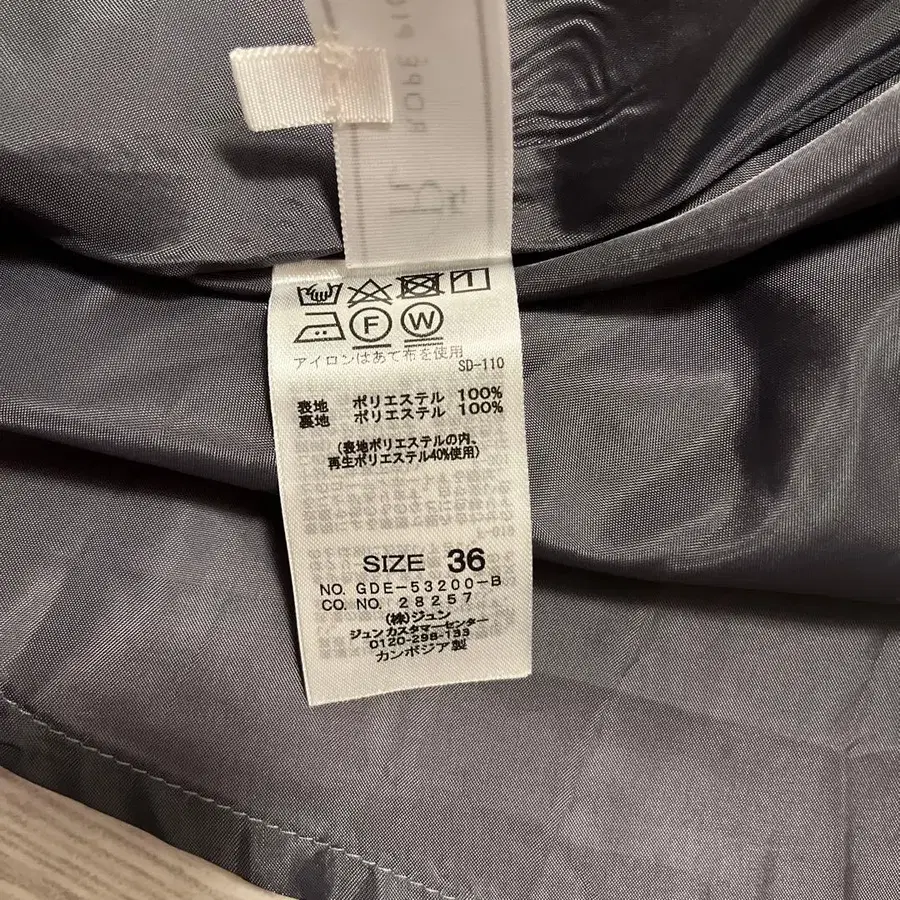 ROPÉ PIC
F W
アイロンはあて布を使用
SD-110
表地 ポリエステル 100%
裏地 ポリエステル 100%
(表地ポリエステルの内、
再生ポリエステル40%使用)
SIZE 36
NO. GDE-53200-B
CO. NO. 28257
(株)ジュン
ジュン カスタマーセンター
0120-298-133
カンボジア製